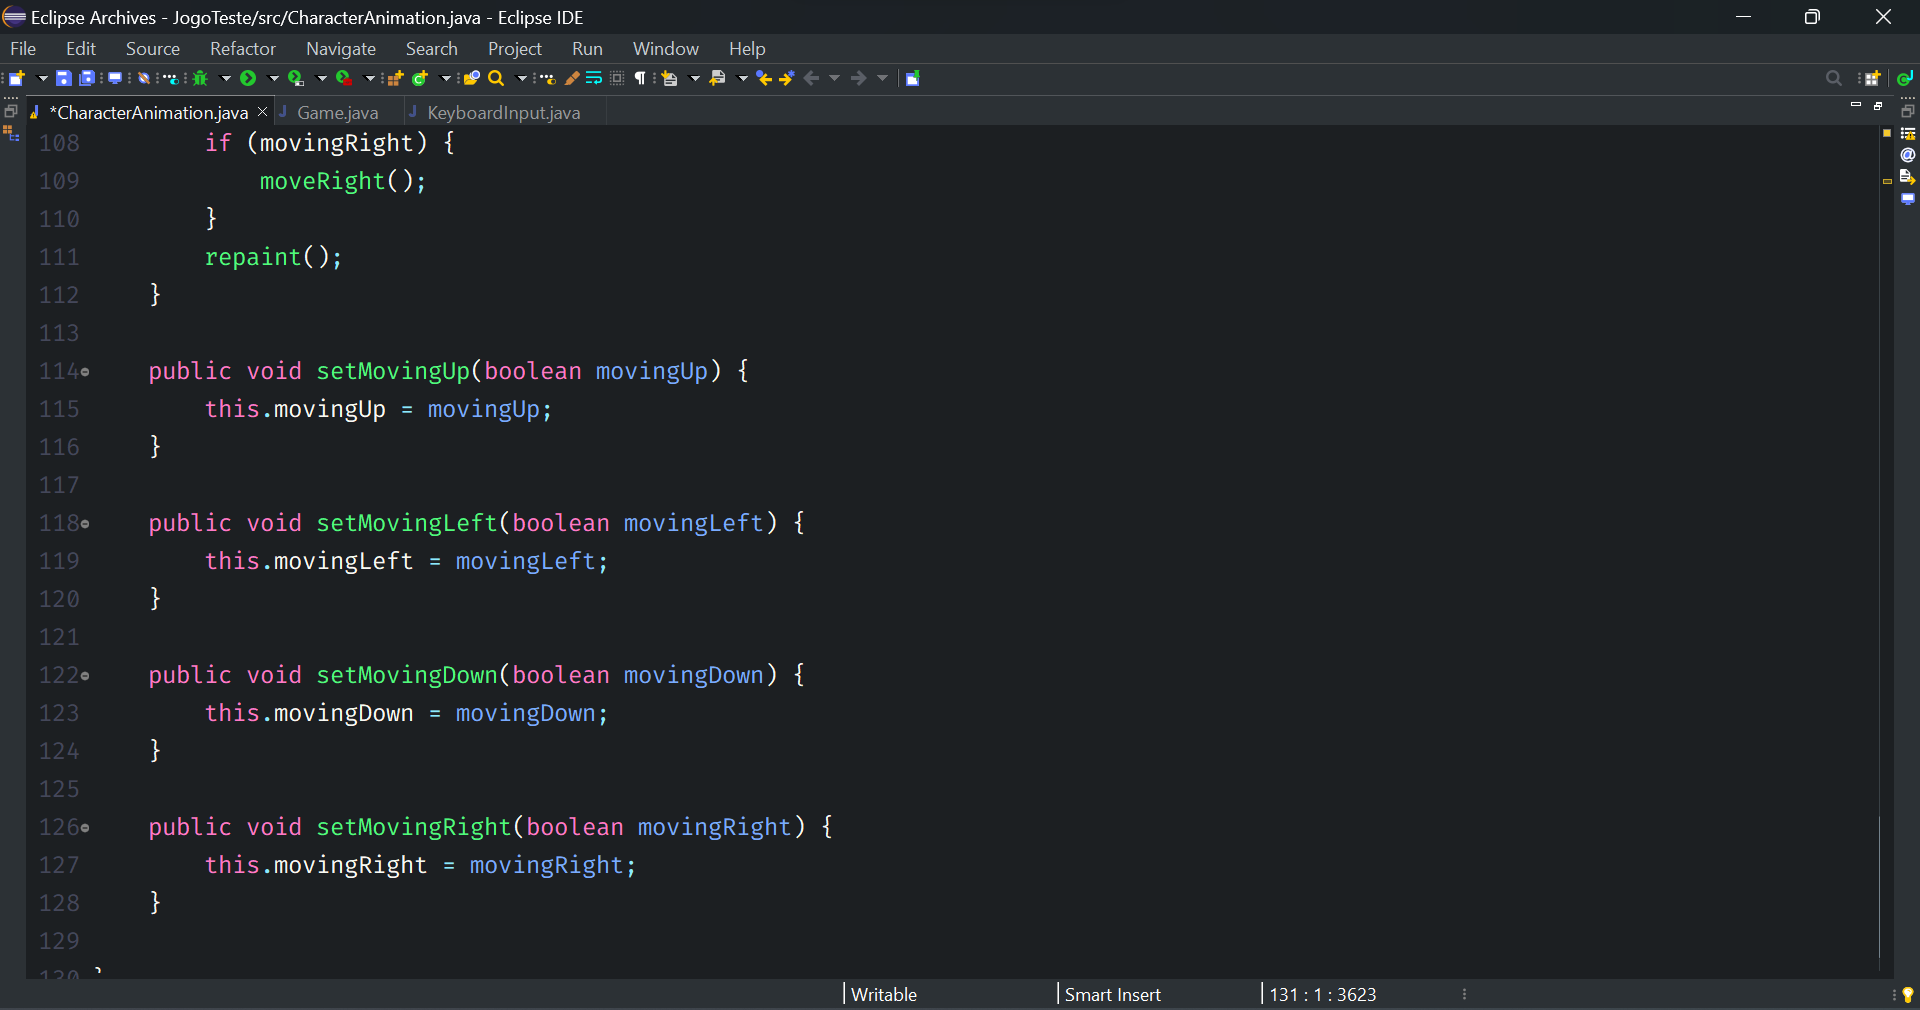 Eclipse Archives - JogoTeste/src/CharacterAnimation.java - Eclipse IDE
File Edit Source Refactor Navigate Search Project Run Window Help
*CharacterAnimation.java Game.java KeyboardInput.java
108         if (movingRight) {
109             moveRight();
110         }
111         repaint();
112     }
113
114     public void setMovingUp(boolean movingUp) {
115         this.movingUp = movingUp;
116     }
117
118     public void setMovingLeft(boolean movingLeft) {
119         this.movingLeft = movingLeft;
120     }
121
122     public void setMovingDown(boolean movingDown) {
123         this.movingDown = movingDown;
124     }
125
126     public void setMovingRight(boolean movingRight) {
127         this.movingRight = movingRight;
128     }
129
130 }
Writable Smart Insert 131 : 1 : 3623